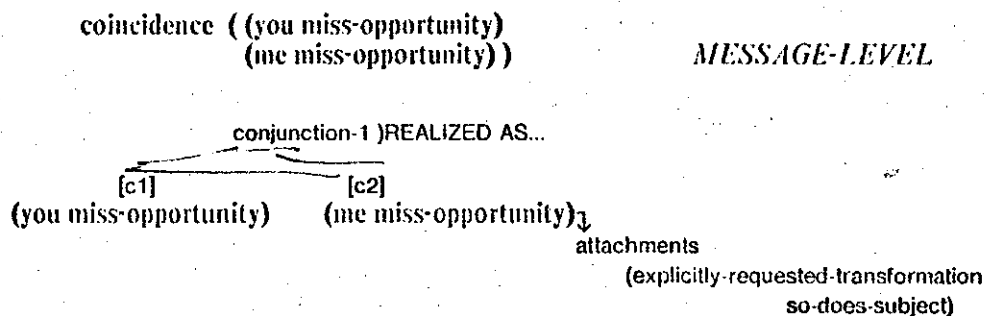 coincidence ( (you miss-opportunity)
(me miss-opportunity) )
MESSAGE-LEVEL
conjunction-1 )REALIZED AS...
[c1] [c2]
(you miss-opportunity) (me miss-opportunity)
attachments
(explicitly-requested-transformation
so-does-subject)